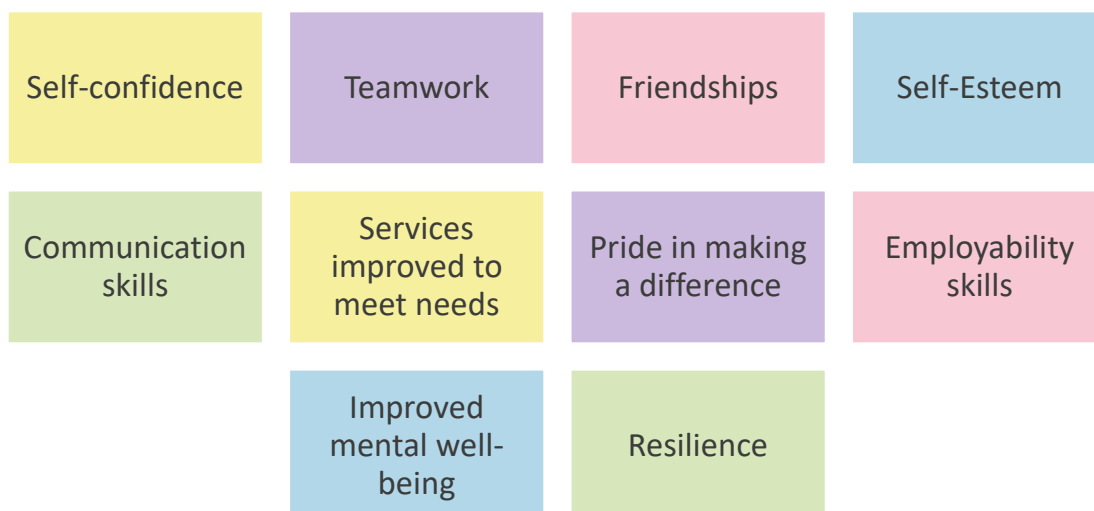 Self-confidence
Teamwork
Friendships
Self-Esteem
Communication
skills
Services
improved to
meet needs
Pride in making
a difference
Employability
skills
Improved
mental well-
being
Resilience